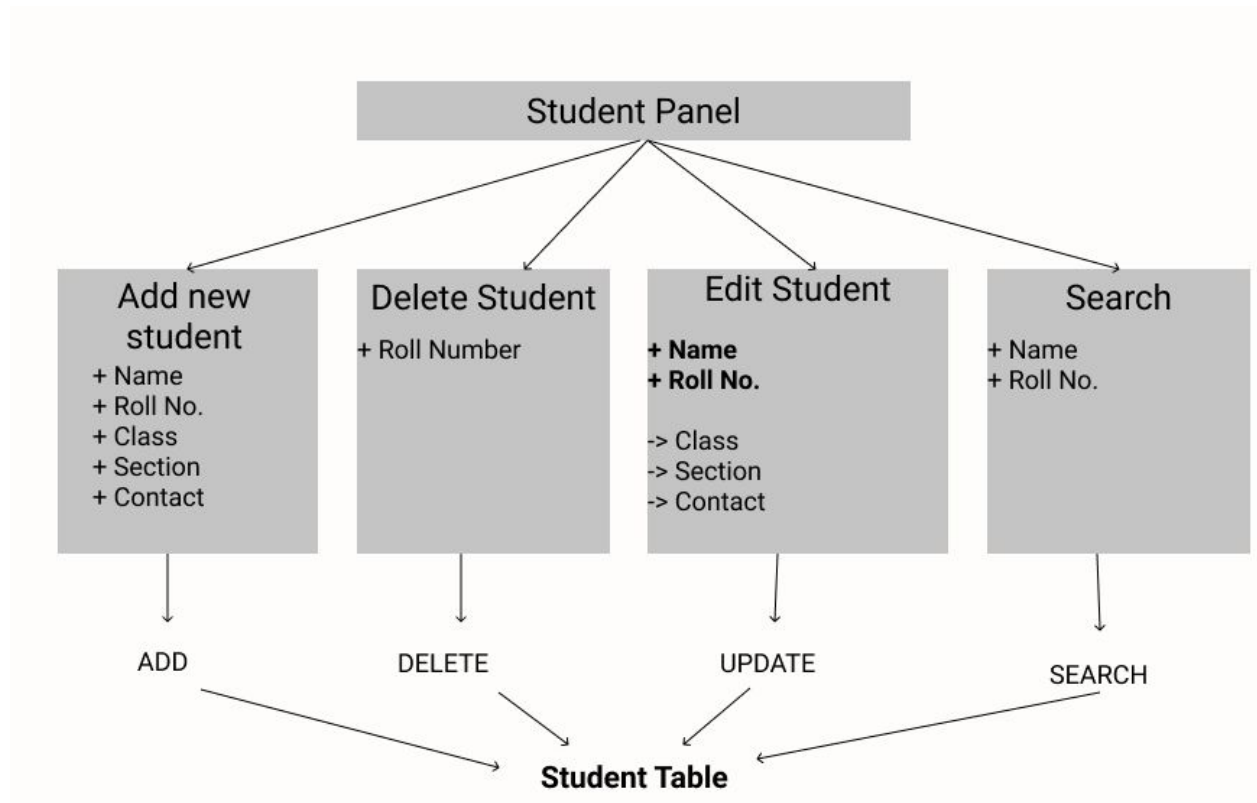 Student Panel
Add new
student
+ Name
+ Roll No.
+ Class
+ Section
+ Contact
Delete Student
+ Roll Number
Edit Student
+ Name
+ Roll No.
-> Class
-> Section
-> Contact
Search
+ Name
+ Roll No.
ADD
DELETE
UPDATE
SEARCH
Student Table